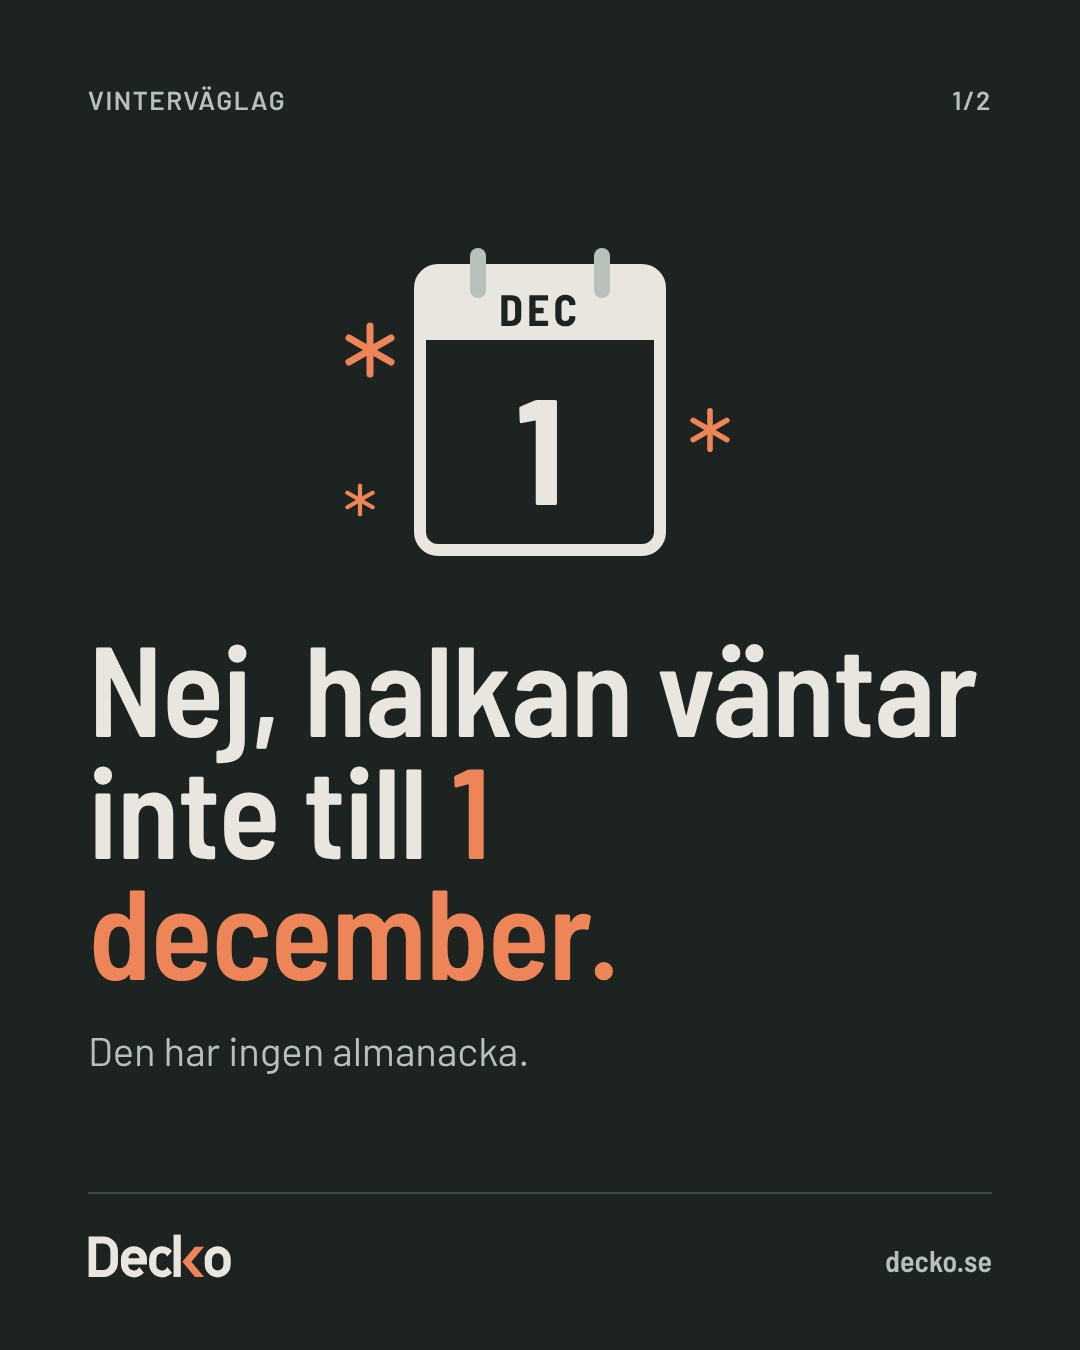 VINTERVÄGLAG
1/2
DEC
1
Nej, halkan väntar
inte till 1
december.
Den har ingen almanacka.
Decko
decko.se